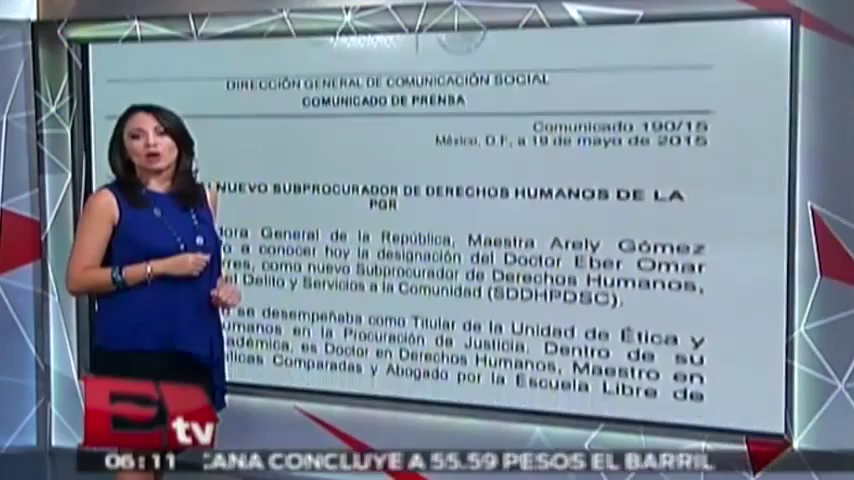 DIRECCIÓN GENERAL DE COMUNICACIÓN SOCIAL
COMUNICADO DE PRENSA
Comunicado 190/15
México, D.F., a 19 de mayo de 2015
NUEVO SUBPROCURADOR DE DERECHOS HUMANOS DE LA
PGR
dora General de la República, Maestra Arely Gómez
o a conocer hoy la designación del Doctor Eber Omar
res, como nuevo Subprocurador de Derechos Humanos,
l Delito y Servicios a la Comunidad (SDDHPDSC).
se desempeñaba como Titular de la Unidad de Ética y
umanos en la Procuración de Justicia. Dentro de su
démica, es Doctor en Derechos Humanos, Maestro en
ticas Comparadas y Abogado por la Escuela Libre de
Etv
06:11 CANA CONCLUYE A 55.59 PESOS EL BARRIL